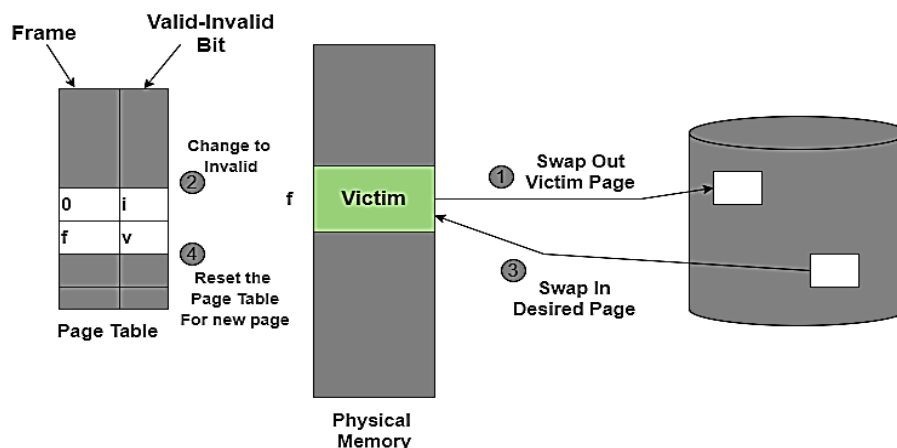 Frame
Valid-Invalid
Bit
Change to
Invalid
2
0 i
f v
4
Reset the
Page Table
For new page
Page Table
f
Victim
Physical
Memory
1
Swap Out
Victim Page
3
Swap In
Desired Page